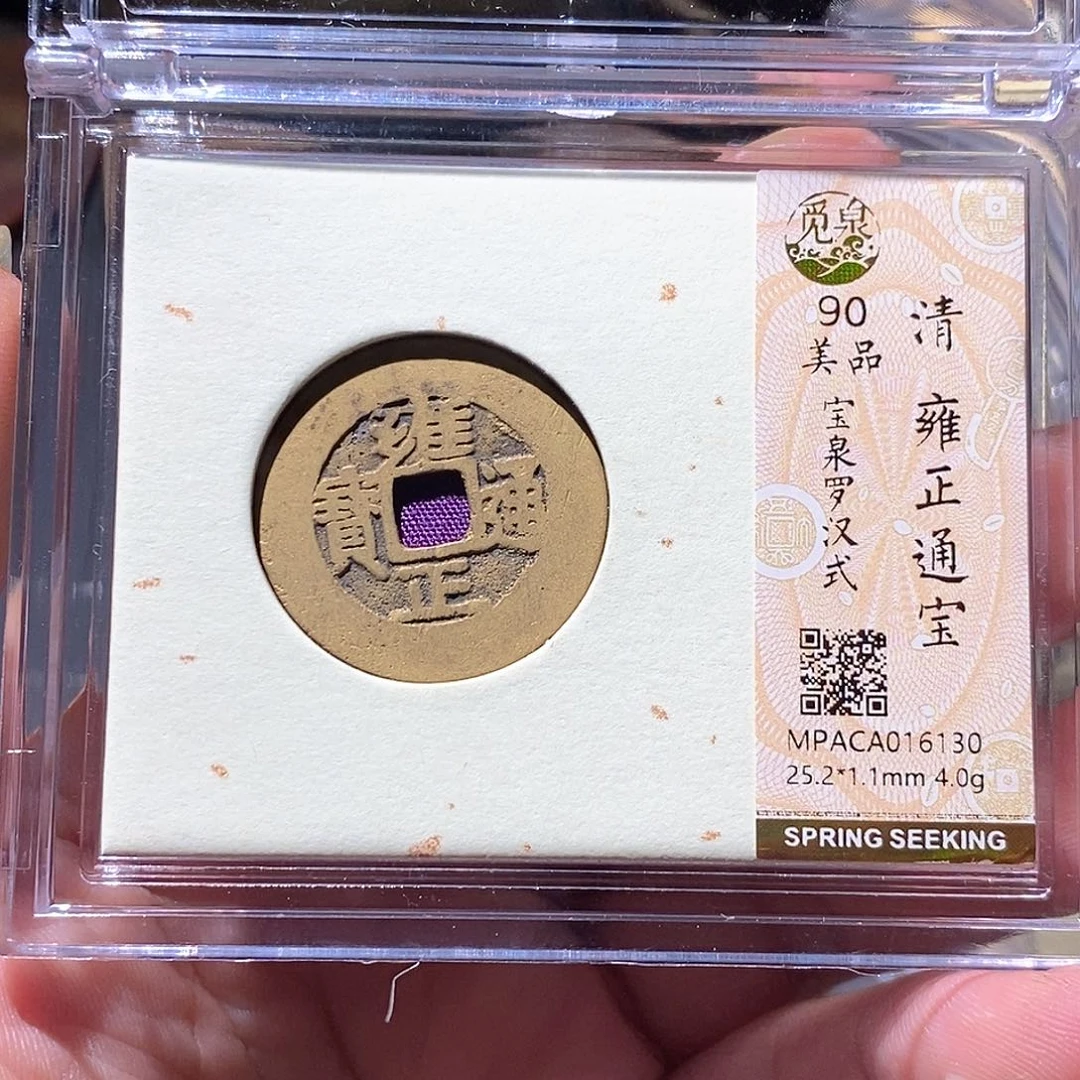 雍正通寶
觅泉
90
美品
宝泉罗汉式
清 雍正通宝
MPACA016130
25.2*1.1mm 4.0g
SPRING SEEKING